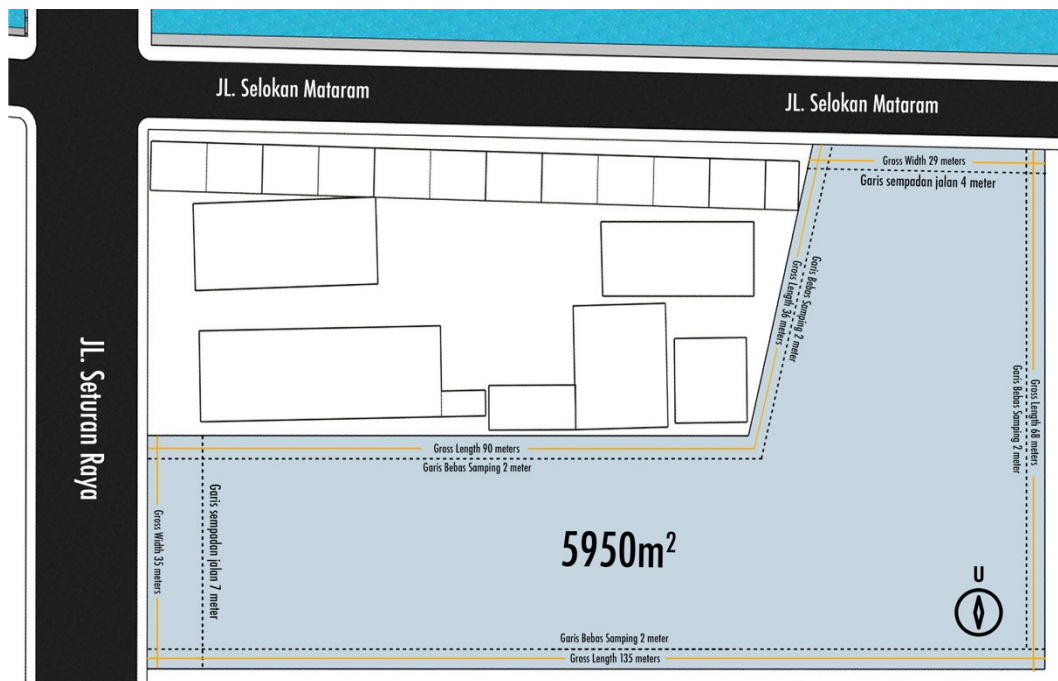 JL. Selokan Mataram
JL. Selokan Mataram
Gross Width 29 meters
Garis sempadan jalan 4 meter
Garis Bebas Samping 2 meter
Gross Length 36 meters
JL. Seturan Raya
Gross Length 68 meters
Garis Bebas Samping 2 meter
Gross Length 90 meters
Garis Bebas Samping 2 meter
Gross Width 35 meters
Garis sempadan jalan 7 meter
5950m²
U
Garis Bebas Samping 2 meter
Gross Length 135 meters